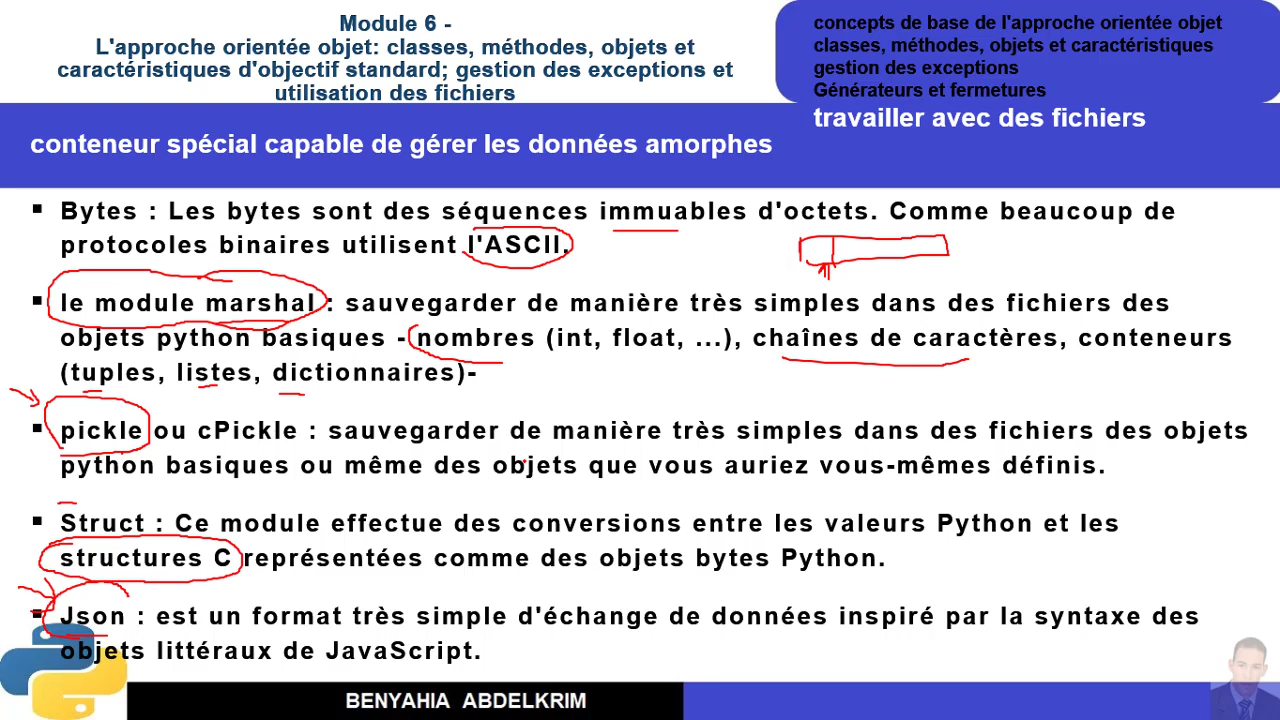 Module 6 -
L'approche orientée objet: classes, méthodes, objets et
caractéristiques d'objectif standard; gestion des exceptions et
utilisation des fichiers
concepts de base de l'approche orientée objet
classes, méthodes, objets et caractéristiques
gestion des exceptions
Générateurs et fermetures
travailler avec des fichiers
conteneur spécial capable de gérer les données amorphes
▪ Bytes : Les bytes sont des séquences immuables d'octets. Comme beaucoup de
protocoles binaires utilisent l'ASCII.
▪ le module marshal : sauvegarder de manière très simples dans des fichiers des
objets python basiques - nombres (int, float, ...), chaînes de caractères, conteneurs
(tuples, listes, dictionnaires)-
▪ pickle ou cPickle : sauvegarder de manière très simples dans des fichiers des objets
python basiques ou même des objets que vous auriez vous-mêmes définis.
▪ Struct : Ce module effectue des conversions entre les valeurs Python et les
structures C représentées comme des objets bytes Python.
▪ Json : est un format très simple d'échange de données inspiré par la syntaxe des
objets littéraux de JavaScript.
BENYAHIA ABDELKRIM